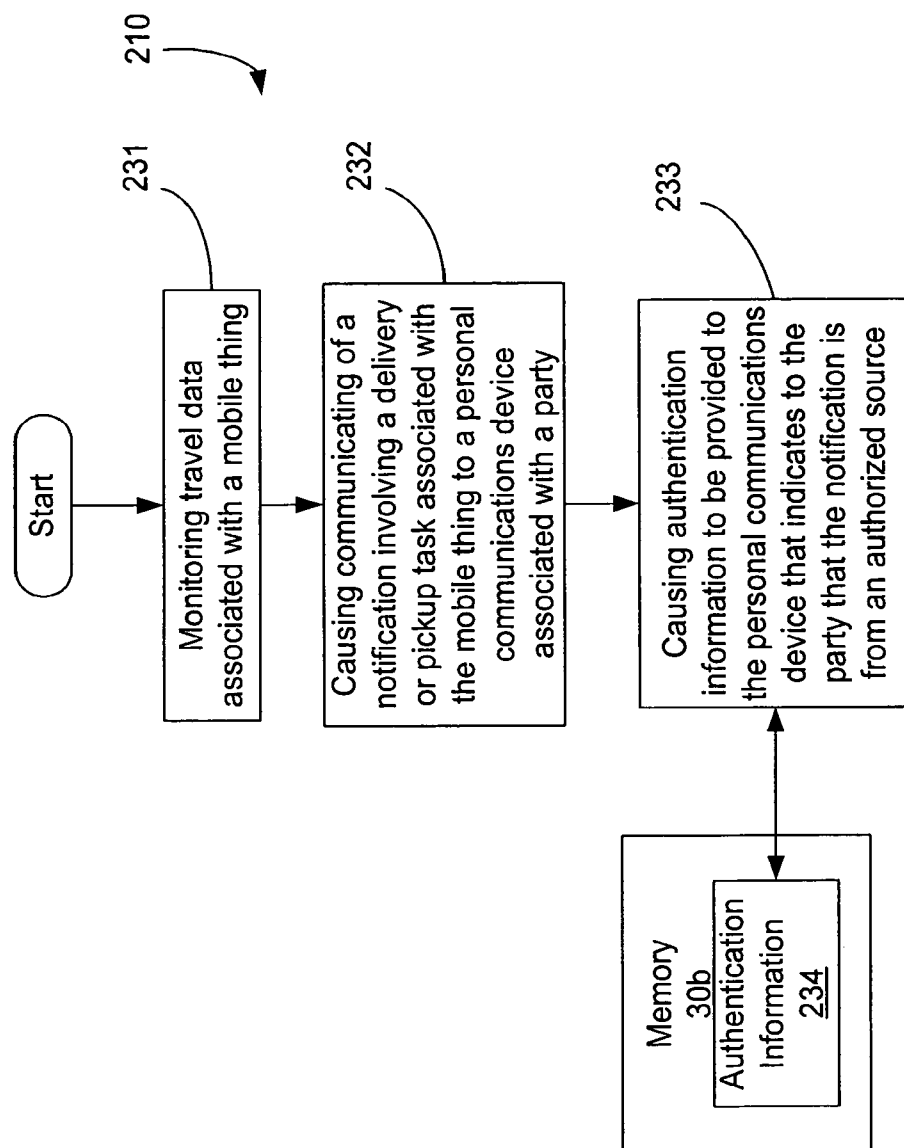 210
Start
231
Monitoring travel data
associated with a mobile thing
232
Causing communicating of a
notification involving a delivery
or pickup task associated with
the mobile thing to a personal
communications device
associated with a party
233
Causing authentication
information to be provided to
the personal communications
device that indicates to the
party that the notification is
from an authorized source
Memory
30b
Authentication
Information
234